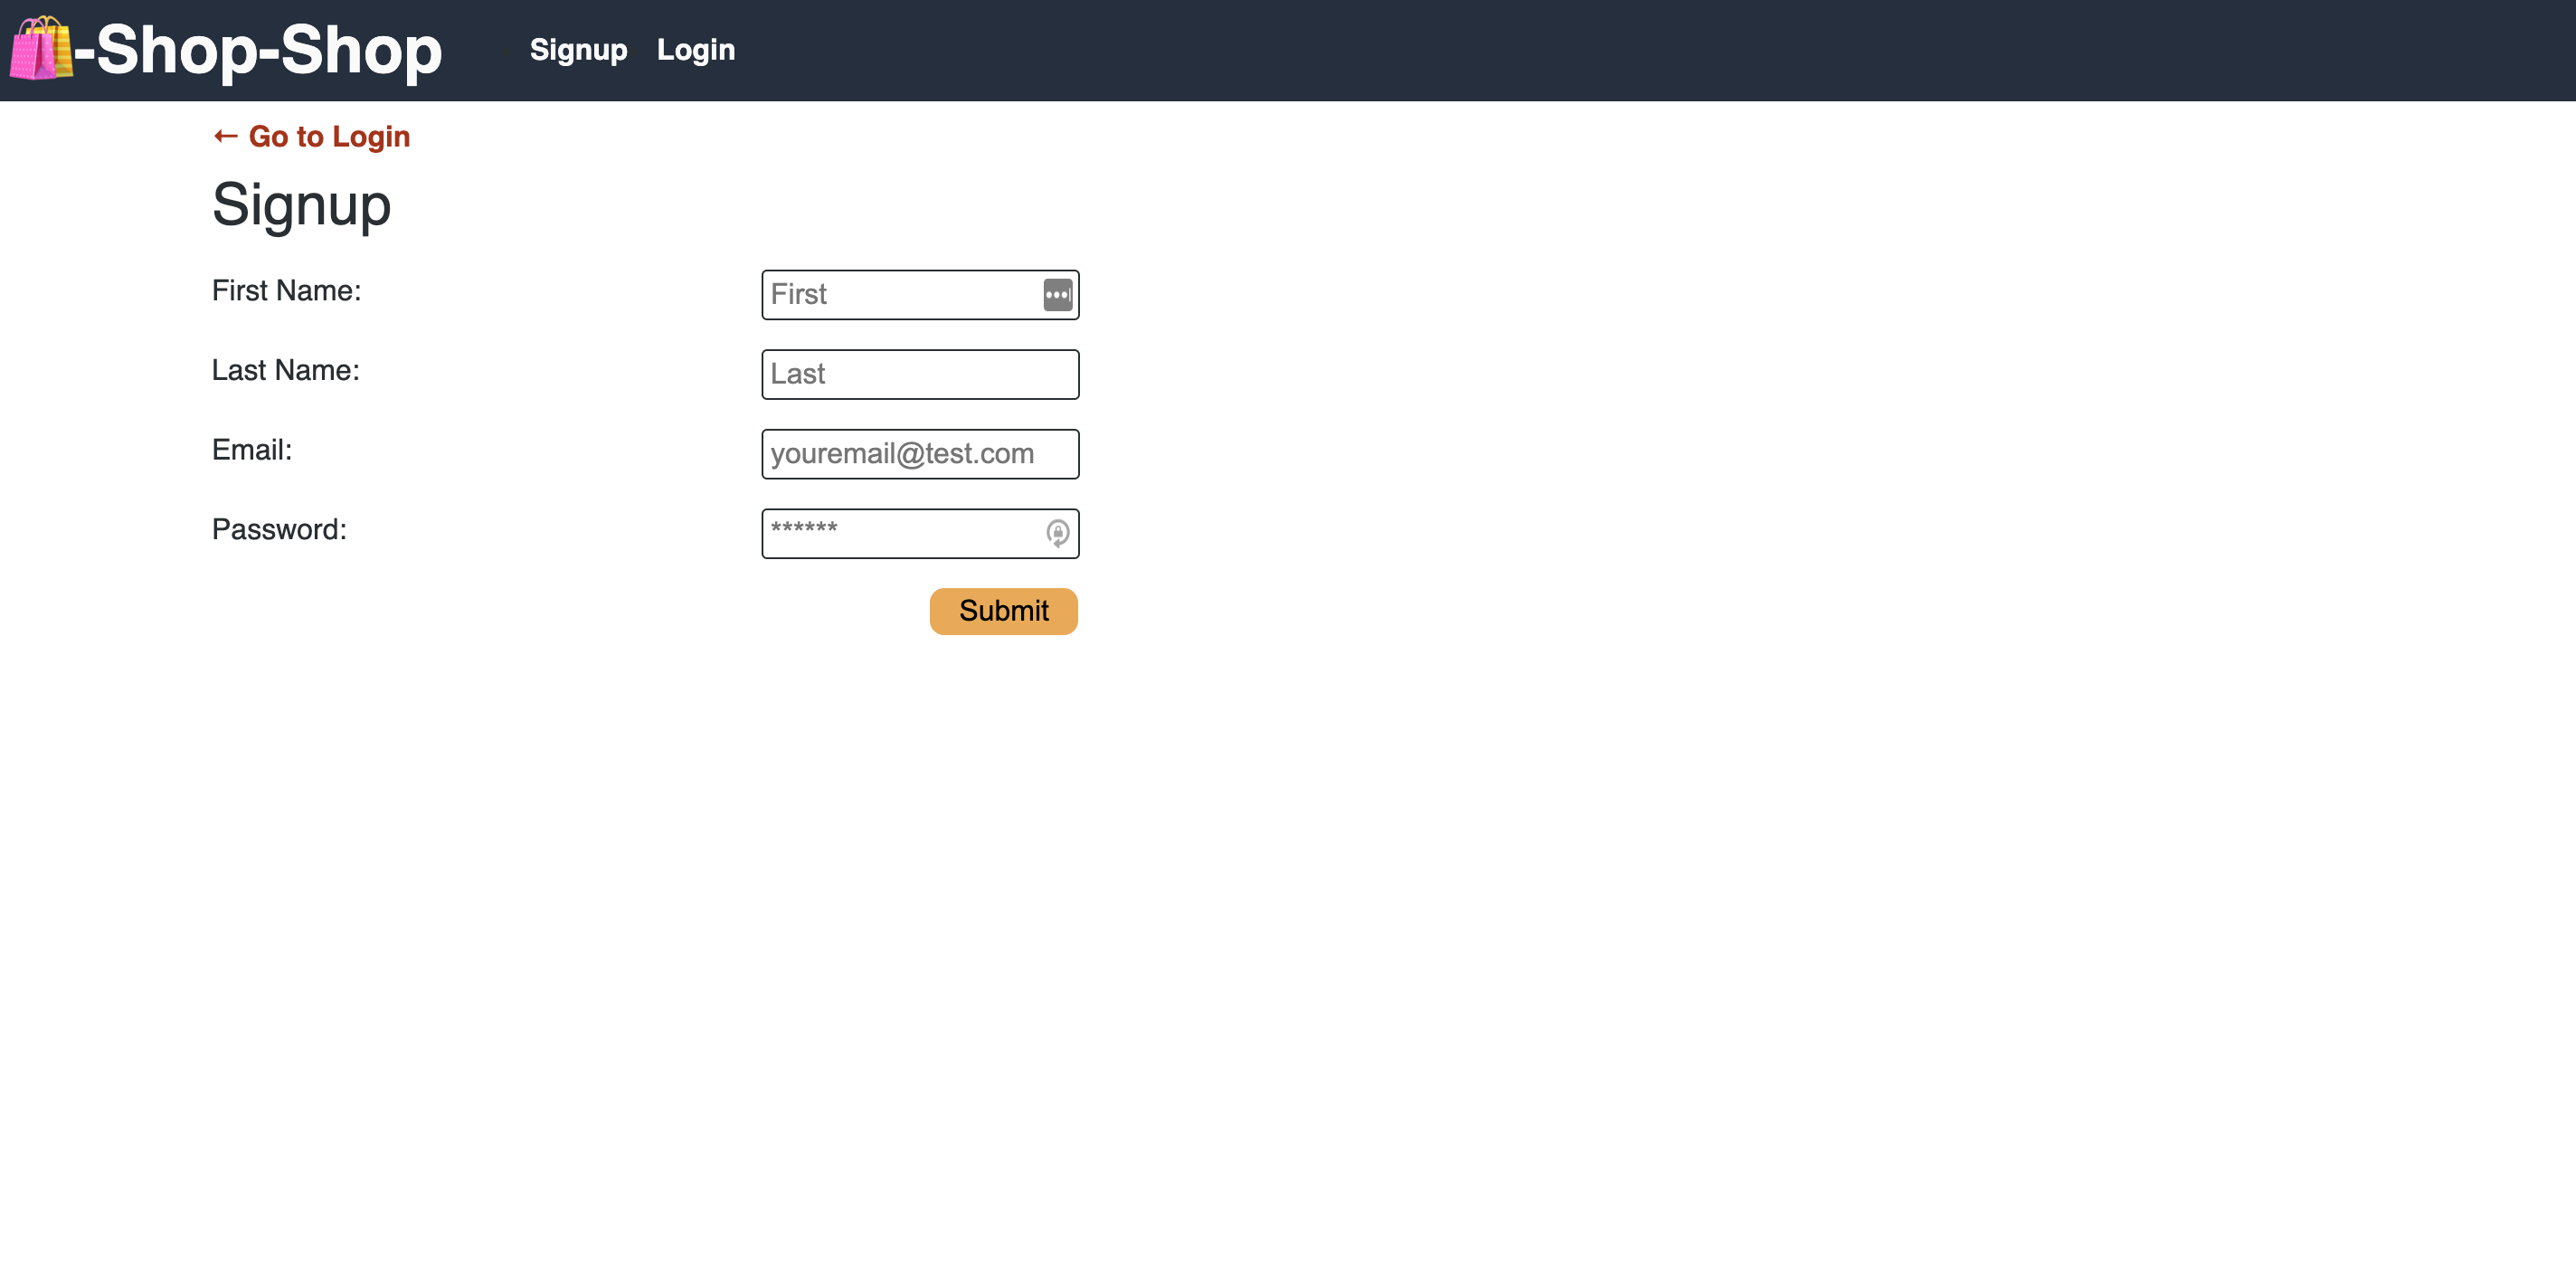 -Shop-Shop Signup Login
← Go to Login
Signup
First Name: First
Last Name: Last
Email: youremail@test.com
Password: ******
Submit